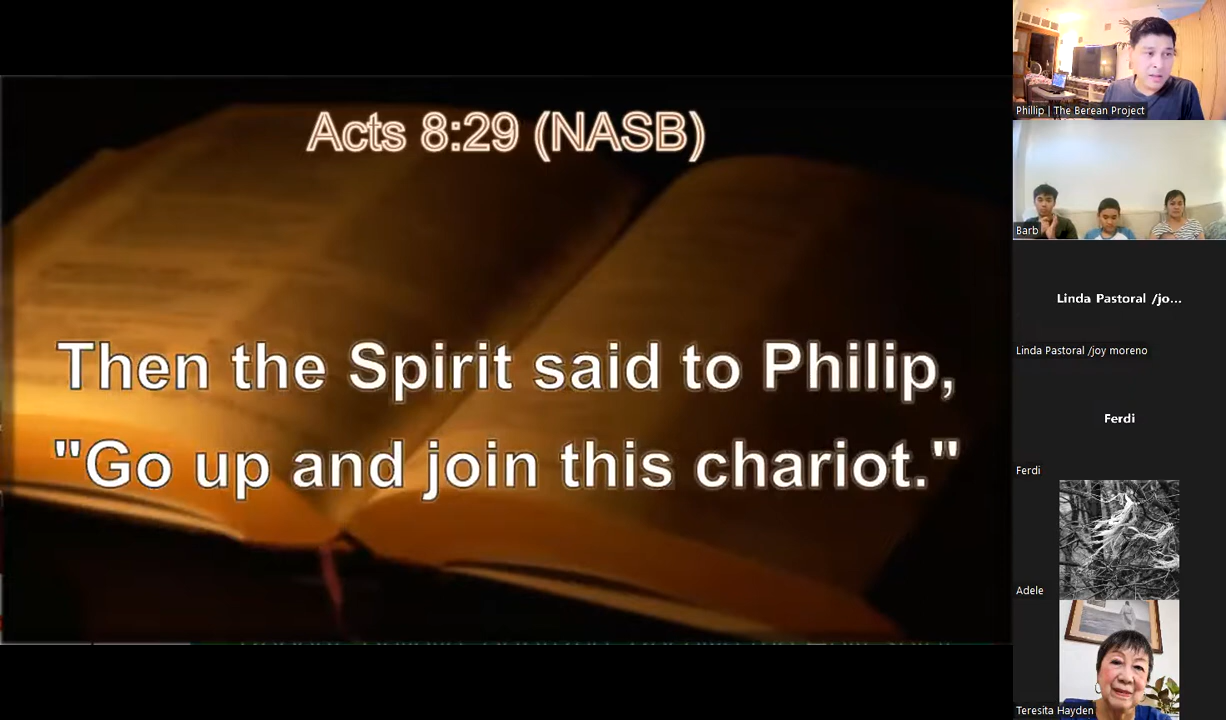 Acts 8:29 (NASB)
Then the Spirit said to Philip,
"Go up and join this chariot."
Phillip | The Berean Project
Barb
Linda Pastoral /jo...
Linda Pastoral /joy moreno
Ferdi
Ferdi
Adele
Teresita Hayden